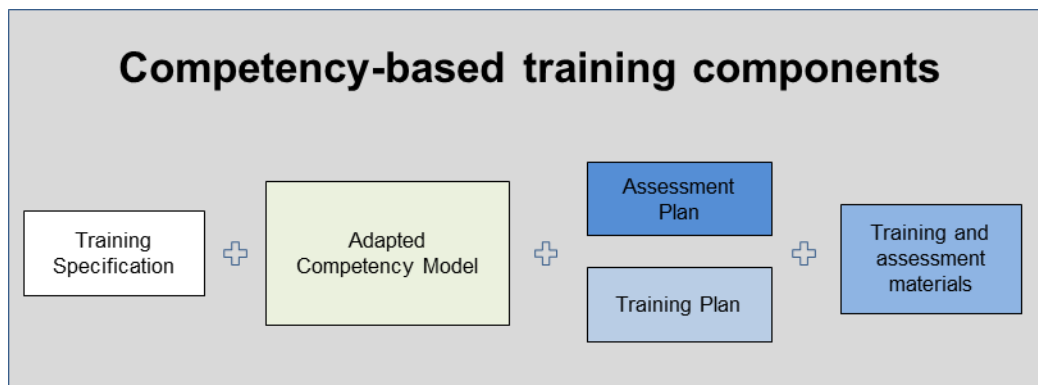 Competency-based training components
Training
Specification
Adapted
Competency Model
Assessment
Plan
Training Plan
Training and
assessment
materials